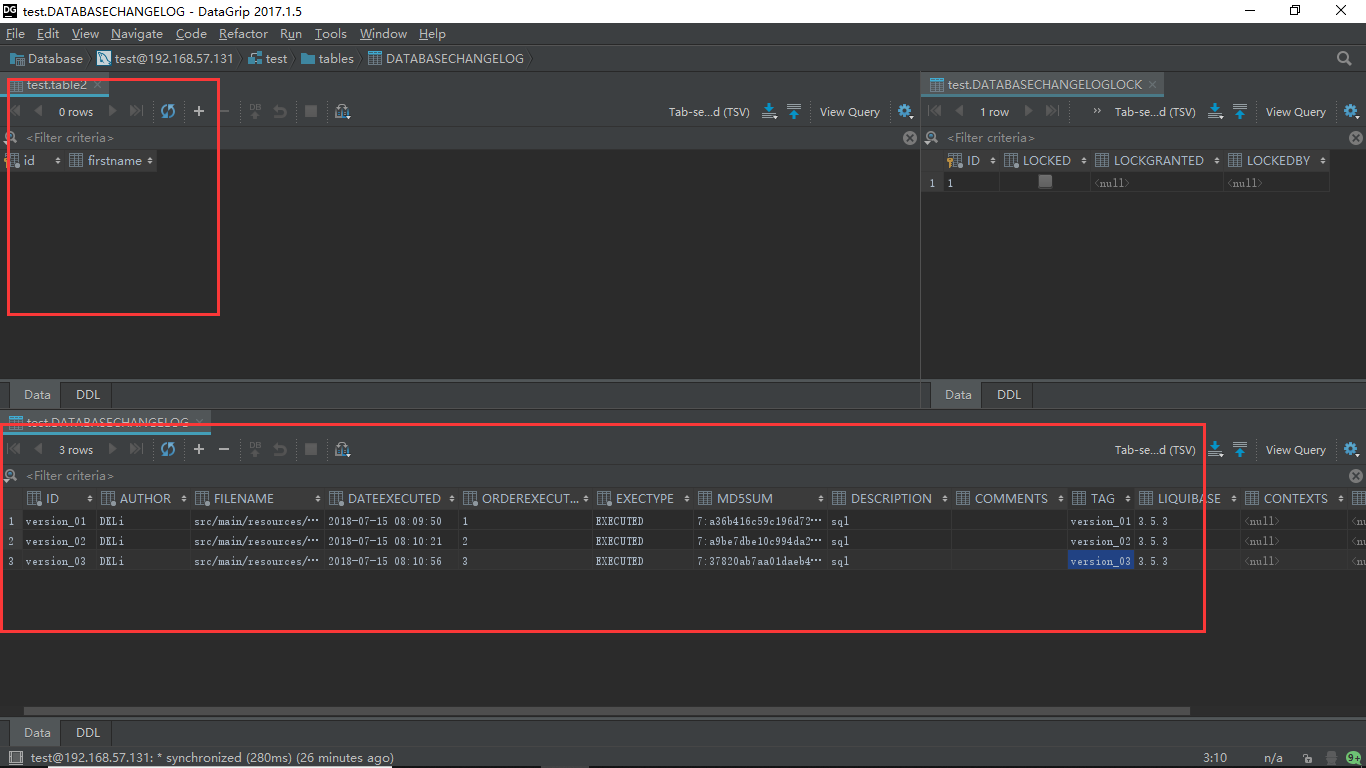 DG test.DATABASECHANGELOG - DataGrip 2017.1.5
File Edit View Navigate Code Refactor Run Tools Window Help
Database test@192.168.57.131 test tables DATABASECHANGELOG
test.table2
0 rows DB Tab-se...d (TSV) View Query
<Filter criteria>
id firstname
Data DDL
test.DATABASECHANGELOGLOCK
1 row » Tab-se...d (TSV) View Query
<Filter criteria>
ID LOCKED LOCKGRANTED LOCKEDBY
1 1 <null> <null>
Data DDL
test.DATABASECHANGELOG
3 rows DB Tab-se...d (TSV) View Query
<Filter criteria>
ID AUTHOR FILENAME DATEEXECUTED ORDEREXECUT... EXECTYPE MD5SUM DESCRIPTION COMMENTS TAG LIQUIBASE CONTEXTS
1 version_01 DKLi src/main/resources/··· 2018-07-15 08:09:50 1 EXECUTED 7:a36b416c59c196d72··· sql version_01 3.5.3 <null> <nu
2 version_02 DKLi src/main/resources/··· 2018-07-15 08:10:21 2 EXECUTED 7:a9be7dbe10c994da2··· sql version_02 3.5.3 <null> <nu
3 version_03 DKLi src/main/resources/··· 2018-07-15 08:10:56 3 EXECUTED 7:37820ab7aa01daeb4··· sql version_03 3.5.3 <null> <nu
Data DDL
test@192.168.57.131: * synchronized (280ms) (26 minutes ago) 3:10 n/a 9+